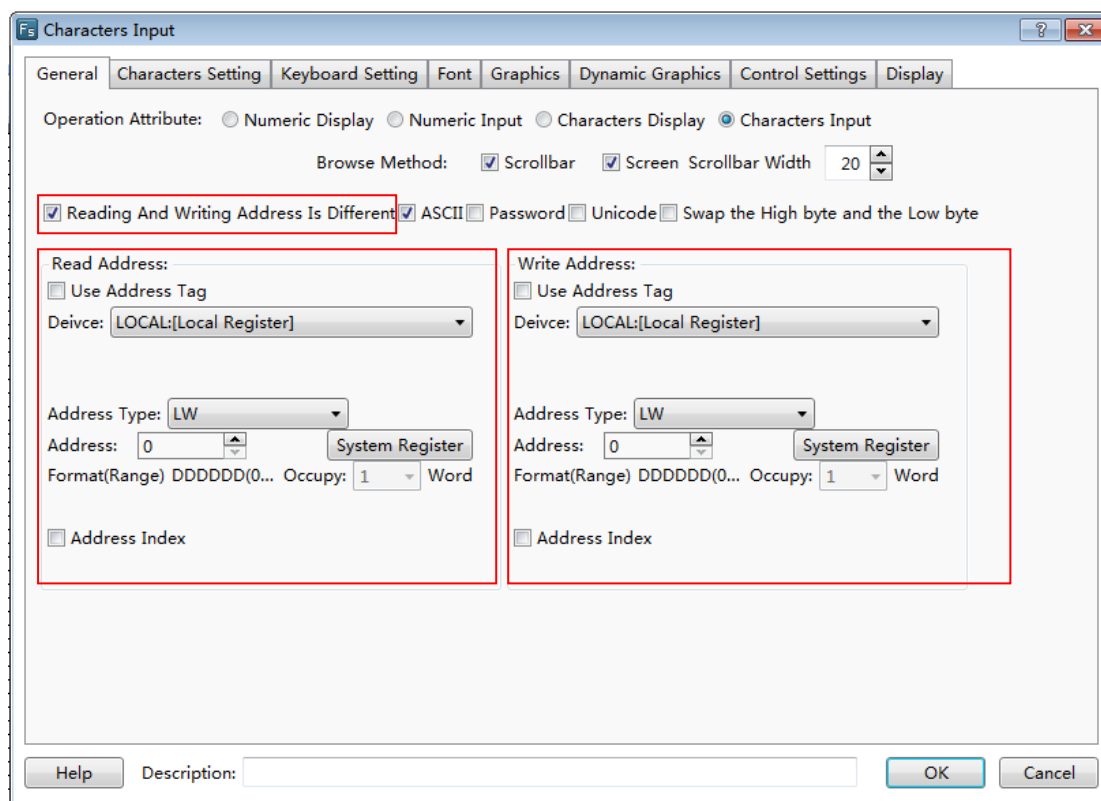 Fs Characters Input
General Characters Setting Keyboard Setting Font Graphics Dynamic Graphics Control Settings Display
Operation Attribute: Numeric Display Numeric Input Characters Display Characters Input
Browse Method: Scrollbar Screen Scrollbar Width 20
Reading And Writing Address Is Different ASCII Password Unicode Swap the High byte and the Low byte
Read Address:
Use Address Tag
Deivce: LOCAL:[Local Register]
Address Type: LW
Address: 0 System Register
Format(Range) DDDDDD(0... Occupy: 1 Word
Address Index
Write Address:
Use Address Tag
Deivce: LOCAL:[Local Register]
Address Type: LW
Address: 0 System Register
Format(Range) DDDDDD(0... Occupy: 1 Word
Address Index
Help Description: OK Cancel